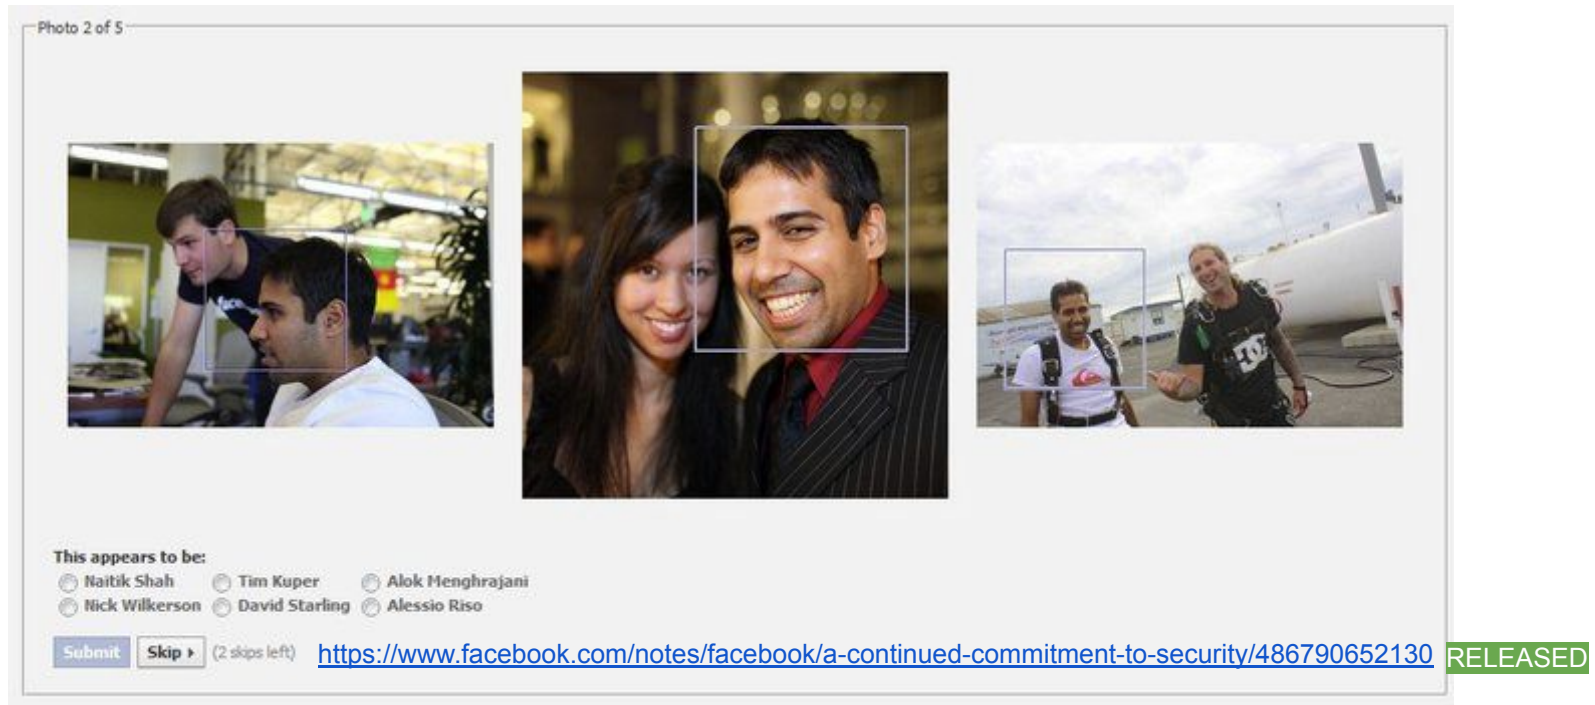 Photo 2 of 5
face
This appears to be:
Naitik Shah Tim Kuper Alok Menghrajani
Nick Wilkerson David Starling Alessio Riso
Submit Skip (2 skips left) https://www.facebook.com/notes/facebook/a-continued-commitment-to-security/486790652130 RELEASED